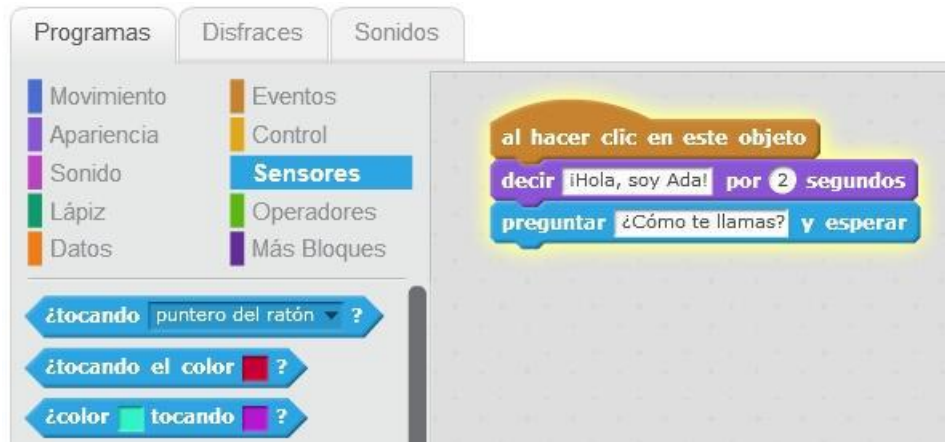 Programas Disfraces Sonidos
Movimiento Eventos
Apariencia Control
Sonido Sensores
Lápiz Operadores
Datos Más Bloques
¿tocando puntero del ratón ?
¿tocando el color ?
¿color tocando ?
al hacer clic en este objeto
decir ¡Hola, soy Ada! por 2 segundos
preguntar ¿Cómo te llamas? y esperar